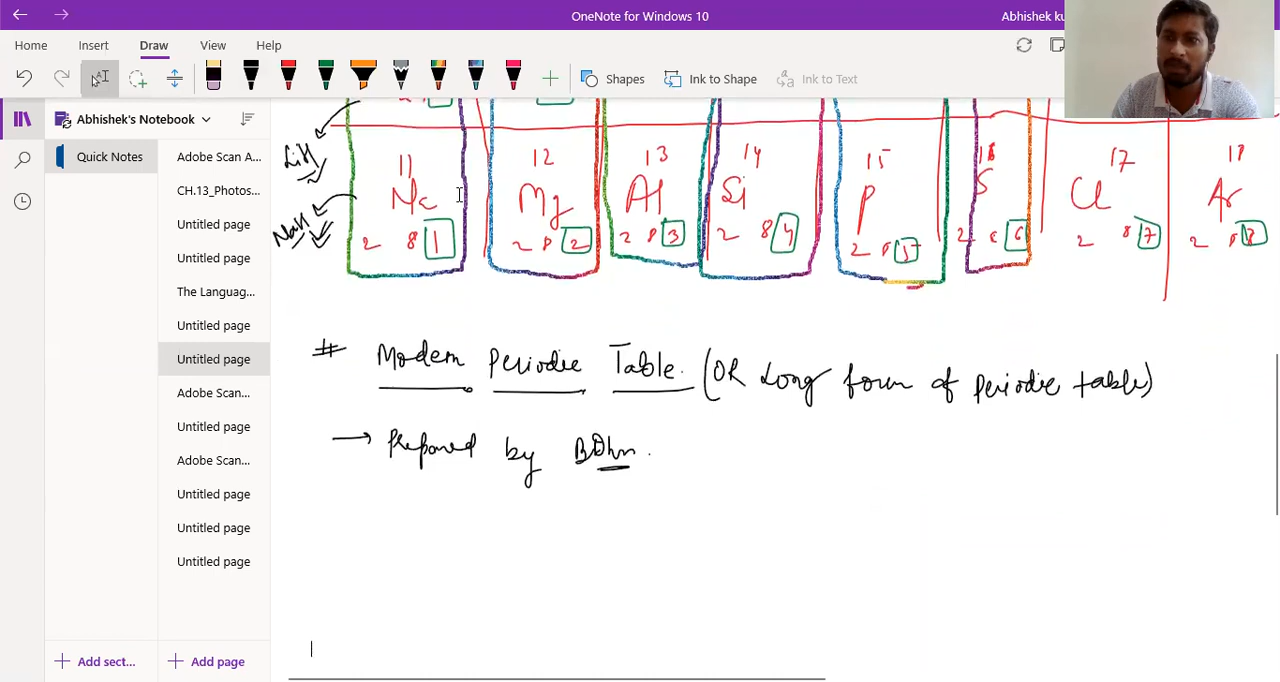 OneNote for Windows 10
Abhishek ku
Home Insert Draw View Help
Shapes Ink to Shape Ink to Text
Abhishek's Notebook
Quick Notes
Adobe Scan A...
CH.13_Photos...
Untitled page
Untitled page
The Languag...
Untitled page
Untitled page
Adobe Scan...
Untitled page
Adobe Scan...
Untitled page
Untitled page
Untitled page
Add sect...
Add page
LiH
NaH
11 12 13 14 15 16 17 18
Na Mg Al Si P S Cl Ar
2 8 1 2 8 2 2 8 3 2 8 4 2 8 5 2 8 6 2 8 7 2 8 8
# Modern Periodic Table. (OR Long form of periodic table)
→ Prepared by BOhr.